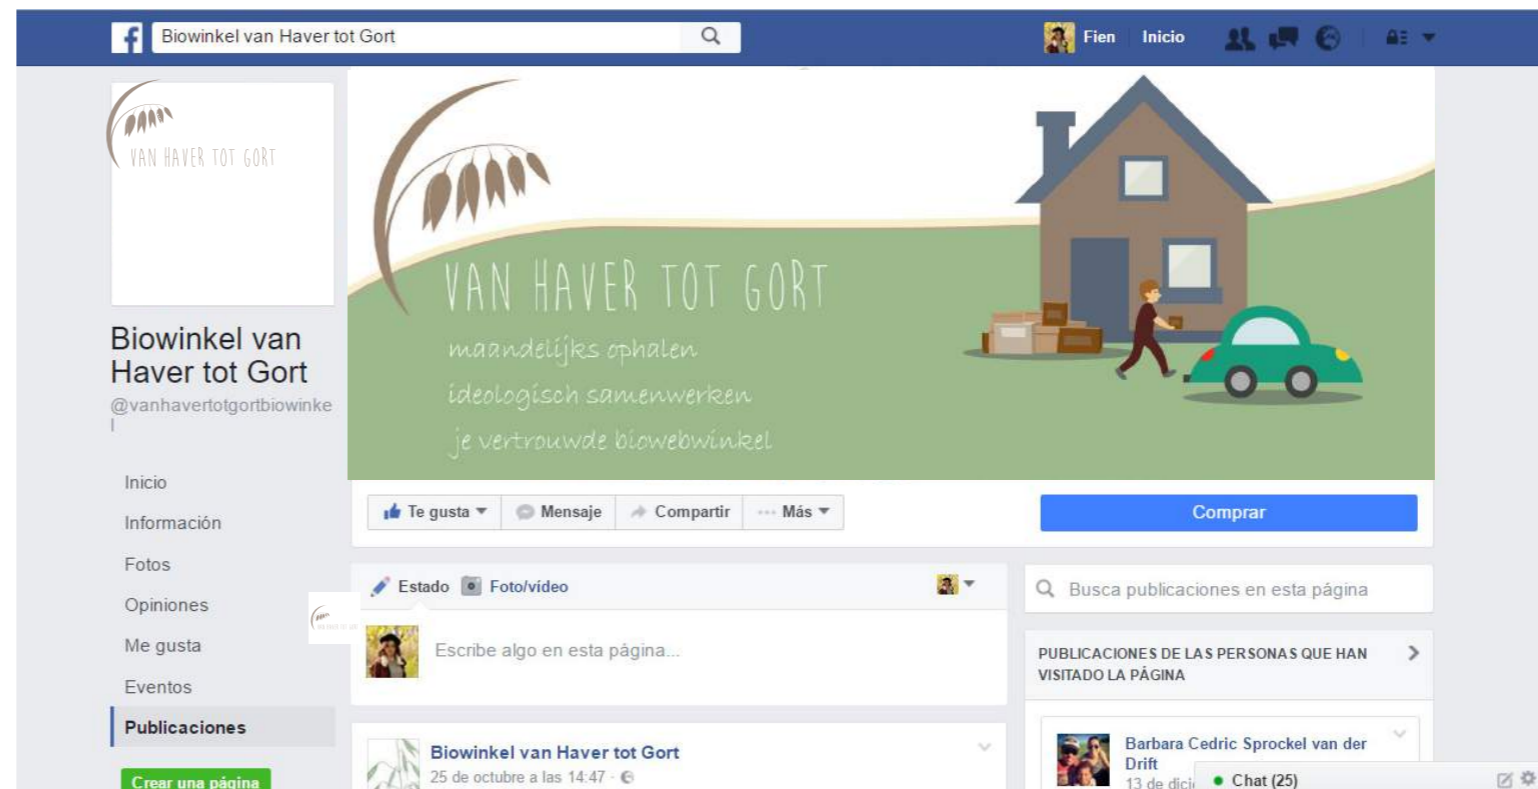 Biowinkel van Haver tot Gort
Fien Inicio
VAN HAVER TOT GORT
Biowinkel van
Haver tot Gort
@vanhavertotgortbiowinke
l
Inicio
Información
Fotos
Opiniones
Me gusta
Eventos
Publicaciones
Crear una página
VAN HAVER TOT GORT
maandelijks ophalen
ideologisch samenwerken
je vertrouwde biowebwinkel
Te gusta Mensaje Compartir Más
Comprar
Estado Foto/vídeo
VAN HAVER TOT GORT
Escribe algo en esta página...
Biowinkel van Haver tot Gort
25 de octubre a las 14:47 ·
Busca publicaciones en esta página
PUBLICACIONES DE LAS PERSONAS QUE HAN
VISITADO LA PÁGINA
Barbara Cedric Sprockel van der
Drift
13 de dici
Chat (25)